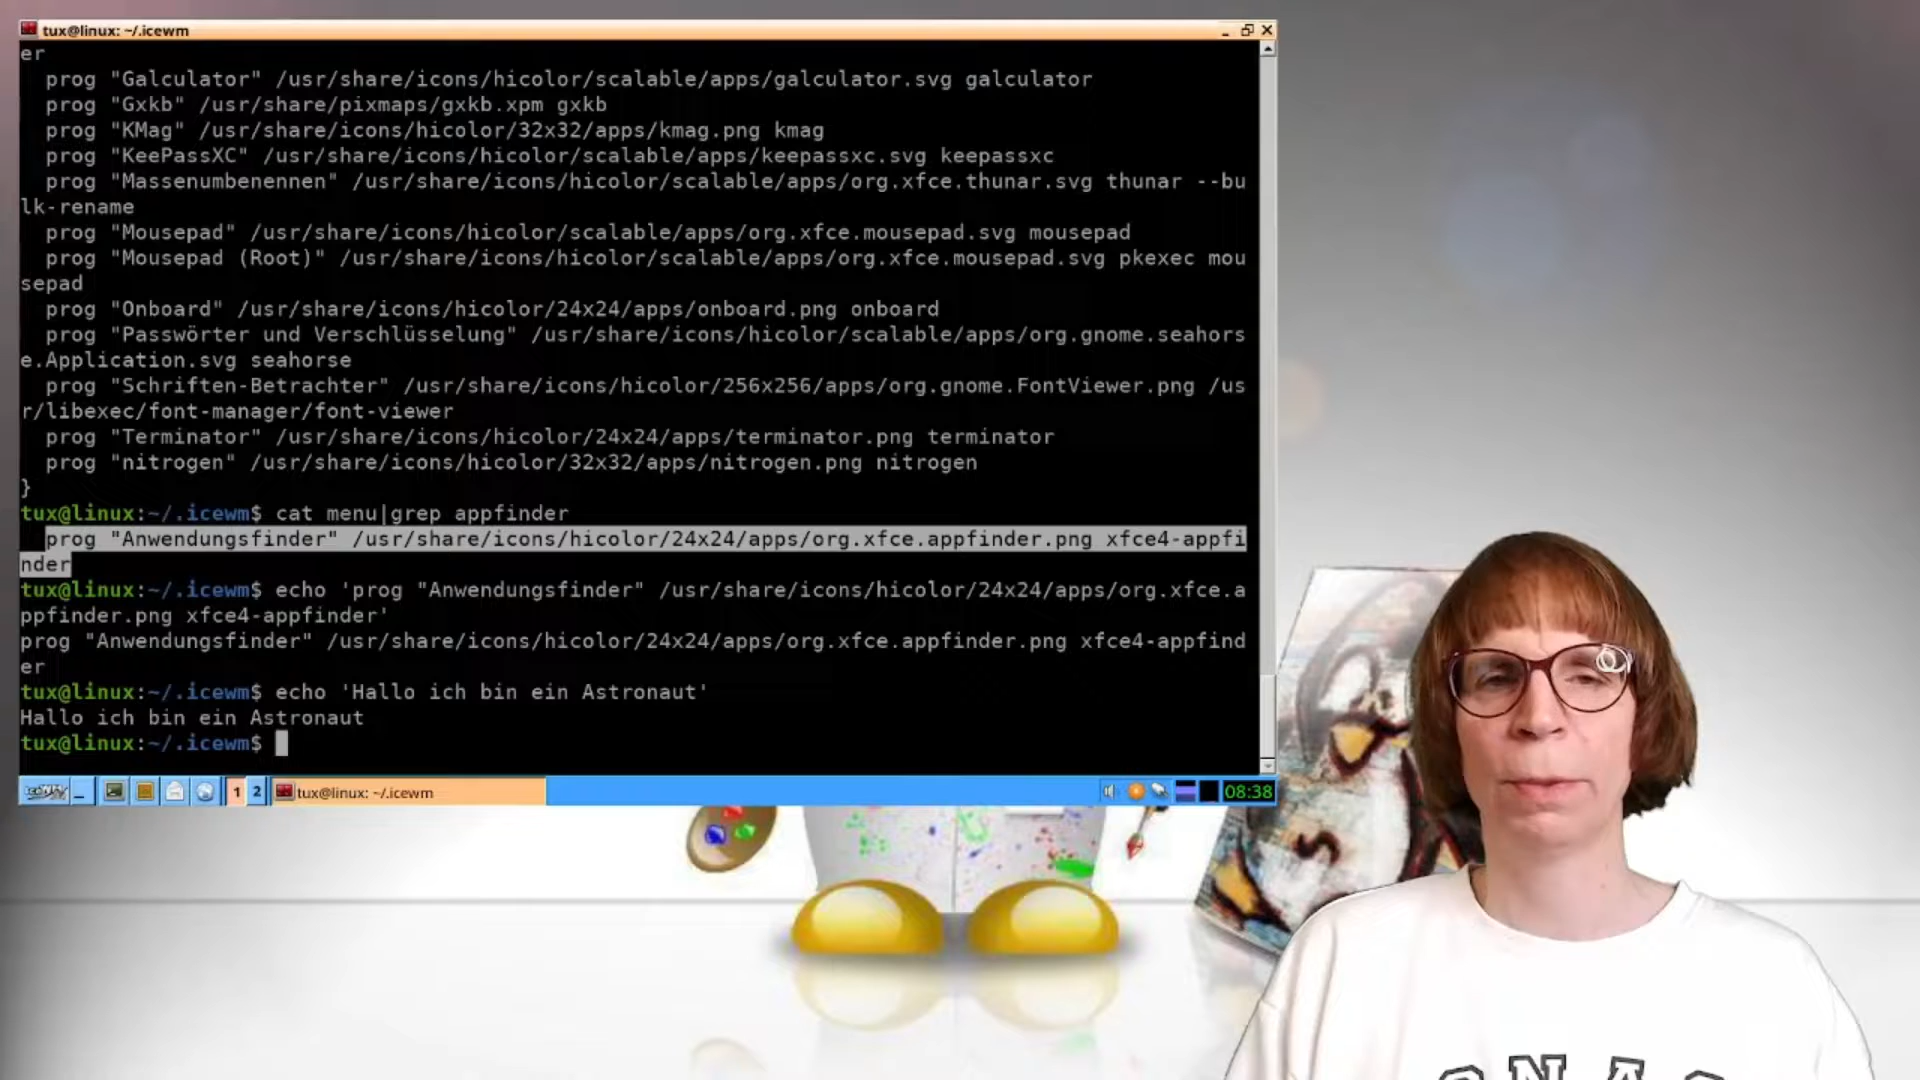 tux@linux: ~/.icewm
er
prog "Galculator" /usr/share/icons/hicolor/scalable/apps/galculator.svg galculator
prog "Gxkb" /usr/share/pixmaps/gxkb.xpm gxkb
prog "KMag" /usr/share/icons/hicolor/32x32/apps/kmag.png kmag
prog "KeePassXC" /usr/share/icons/hicolor/scalable/apps/keepassxc.svg keepassxc
prog "Massenumbenennen" /usr/share/icons/hicolor/scalable/apps/org.xfce.thunar.svg thunar --bu
lk-rename
prog "Mousepad" /usr/share/icons/hicolor/scalable/apps/org.xfce.mousepad.svg mousepad
prog "Mousepad (Root)" /usr/share/icons/hicolor/scalable/apps/org.xfce.mousepad.svg pkexec mou
sepad
prog "Onboard" /usr/share/icons/hicolor/24x24/apps/onboard.png onboard
prog "Passwörter und Verschlüsselung" /usr/share/icons/hicolor/scalable/apps/org.gnome.seahors
e.Application.svg seahorse
prog "Schriften-Betrachter" /usr/share/icons/hicolor/256x256/apps/org.gnome.FontViewer.png /us
r/libexec/font-manager/font-viewer
prog "Terminator" /usr/share/icons/hicolor/24x24/apps/terminator.png terminator
prog "nitrogen" /usr/share/icons/hicolor/32x32/apps/nitrogen.png nitrogen
}
tux@linux:~/.icewm$ cat menu|grep appfinder
prog "Anwendungsfinder" /usr/share/icons/hicolor/24x24/apps/org.xfce.appfinder.png xfce4-appfi
nder
tux@linux:~/.icewm$ echo 'prog "Anwendungsfinder" /usr/share/icons/hicolor/24x24/apps/org.xfce.a
ppfinder.png xfce4-appfinder'
prog "Anwendungsfinder" /usr/share/icons/hicolor/24x24/apps/org.xfce.appfinder.png xfce4-appfind
er
tux@linux:~/.icewm$ echo 'Hallo ich bin ein Astronaut'
Hallo ich bin ein Astronaut
tux@linux:~/.icewm$
1 2 tux@linux: ~/.icewm 08:38